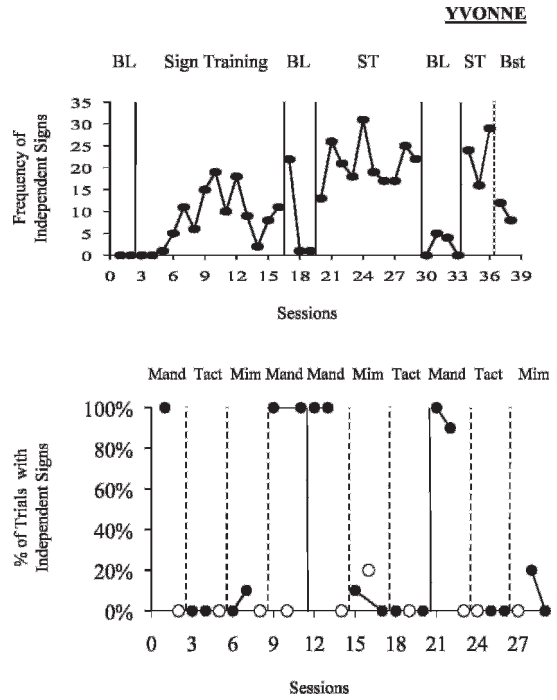 YVONNE
BL Sign Training BL ST BL ST Bst
Frequency of
Independent Signs
35
30
25
20
15
10
5
0
0 3 6 9 12 15 18 21 24 27 30 33 36 39
Sessions
Mand Tact Mim Mand Mand Mim Tact Mand Tact Mim
% of Trials with
Independent Signs
100%
80%
60%
40%
20%
0%
0 3 6 9 12 15 18 21 24 27
Sessions